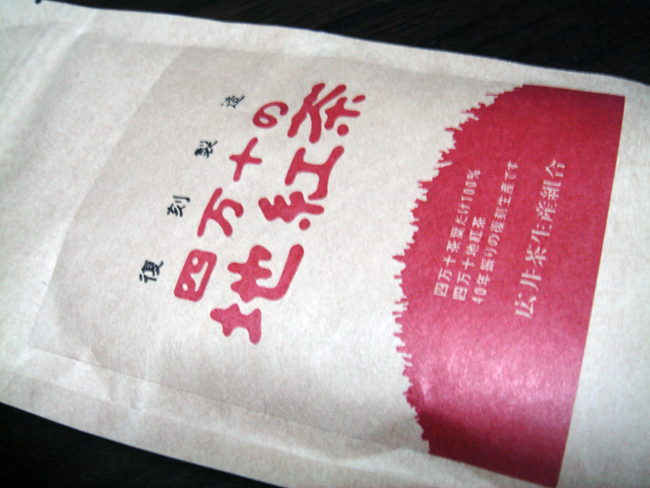 復刻製造
四万十の
地紅茶
四万十茶葉だけ100%
四万十地紅茶
40年振りの復刻生産です
広井茶生産組合